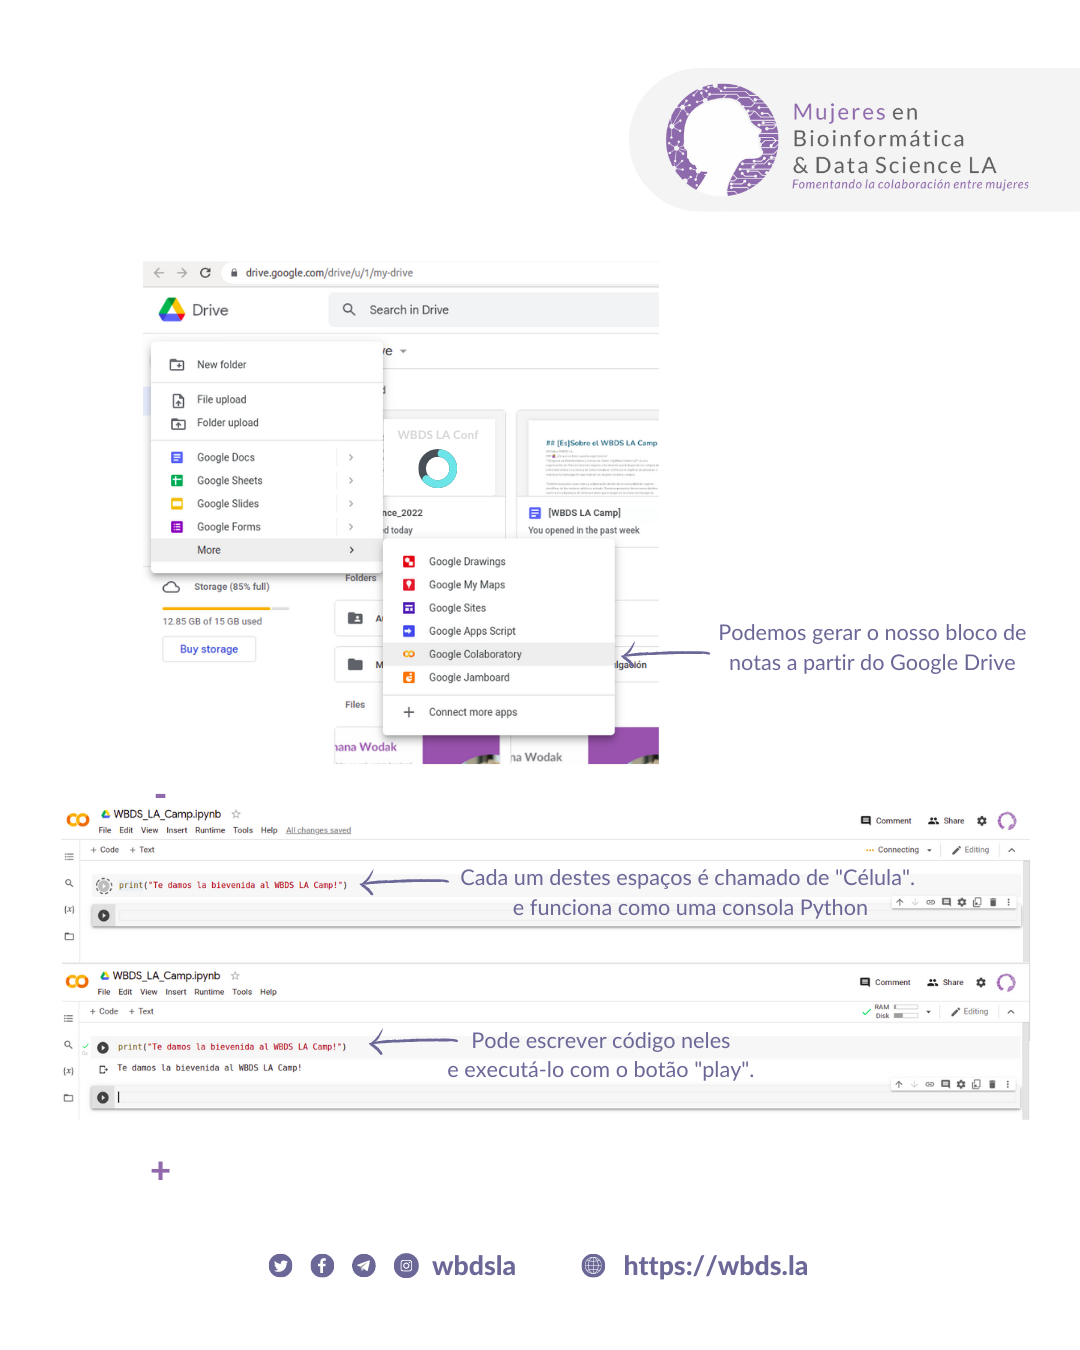 Mujeres en
Bioinformática
& Data Science LA
Fomentando la colaboración entre mujeres
drive.google.com/drive/u/1/my-drive
Drive
Search in Drive
ve
New folder
File upload
Folder upload
Google Docs
Google Sheets
Google Slides
Google Forms
More
WBDS LA Conf
## [Es]Sobre el WBDS LA Camp
nce_2022
d today
[WBDS LA Camp]
You opened in the past week
Storage (85% full)
12.85 GB of 15 GB used
Buy storage
Folders
Google Drawings
Google My Maps
Google Sites
Google Apps Script
Google Colaboratory
Google Jamboard
Connect more apps
A
M
lgación
Files
nana Wodak
na Wodak
Podemos gerar o nosso bloco de
notas a partir do Google Drive
-
WBDS_LA_Camp.ipynb
File Edit View Insert Runtime Tools Help All changes saved
Comment Share
+ Code + Text
Connecting Editing
print("Te damos la bievenida al WBDS LA Camp!")
Cada um destes espaços é chamado de "Célula".
e funciona como uma consola Python
{x}
WBDS_LA_Camp.ipynb
File Edit View Insert Runtime Tools Help
Comment Share
+ Code + Text
RAM
Disk
Editing
print("Te damos la bievenida al WBDS LA Camp!")
Te damos la bievenida al WBDS LA Camp!
Pode escrever código neles
e executá-lo com o botão "play".
{x}
+
wbdsla
https://wbds.la